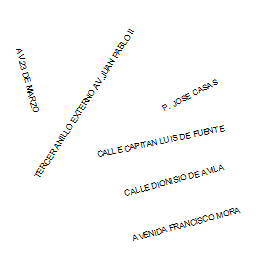 AV 23 DE MARZO
TERCER ANILLO EXTERNO AV.JUAN PABLO II
P. JOSE CASAS
CALLE CAPITAN LUIS DE FUENTE
CALLE DIONISIO DE AVILA
AVENIDA FRANCISCO MORA